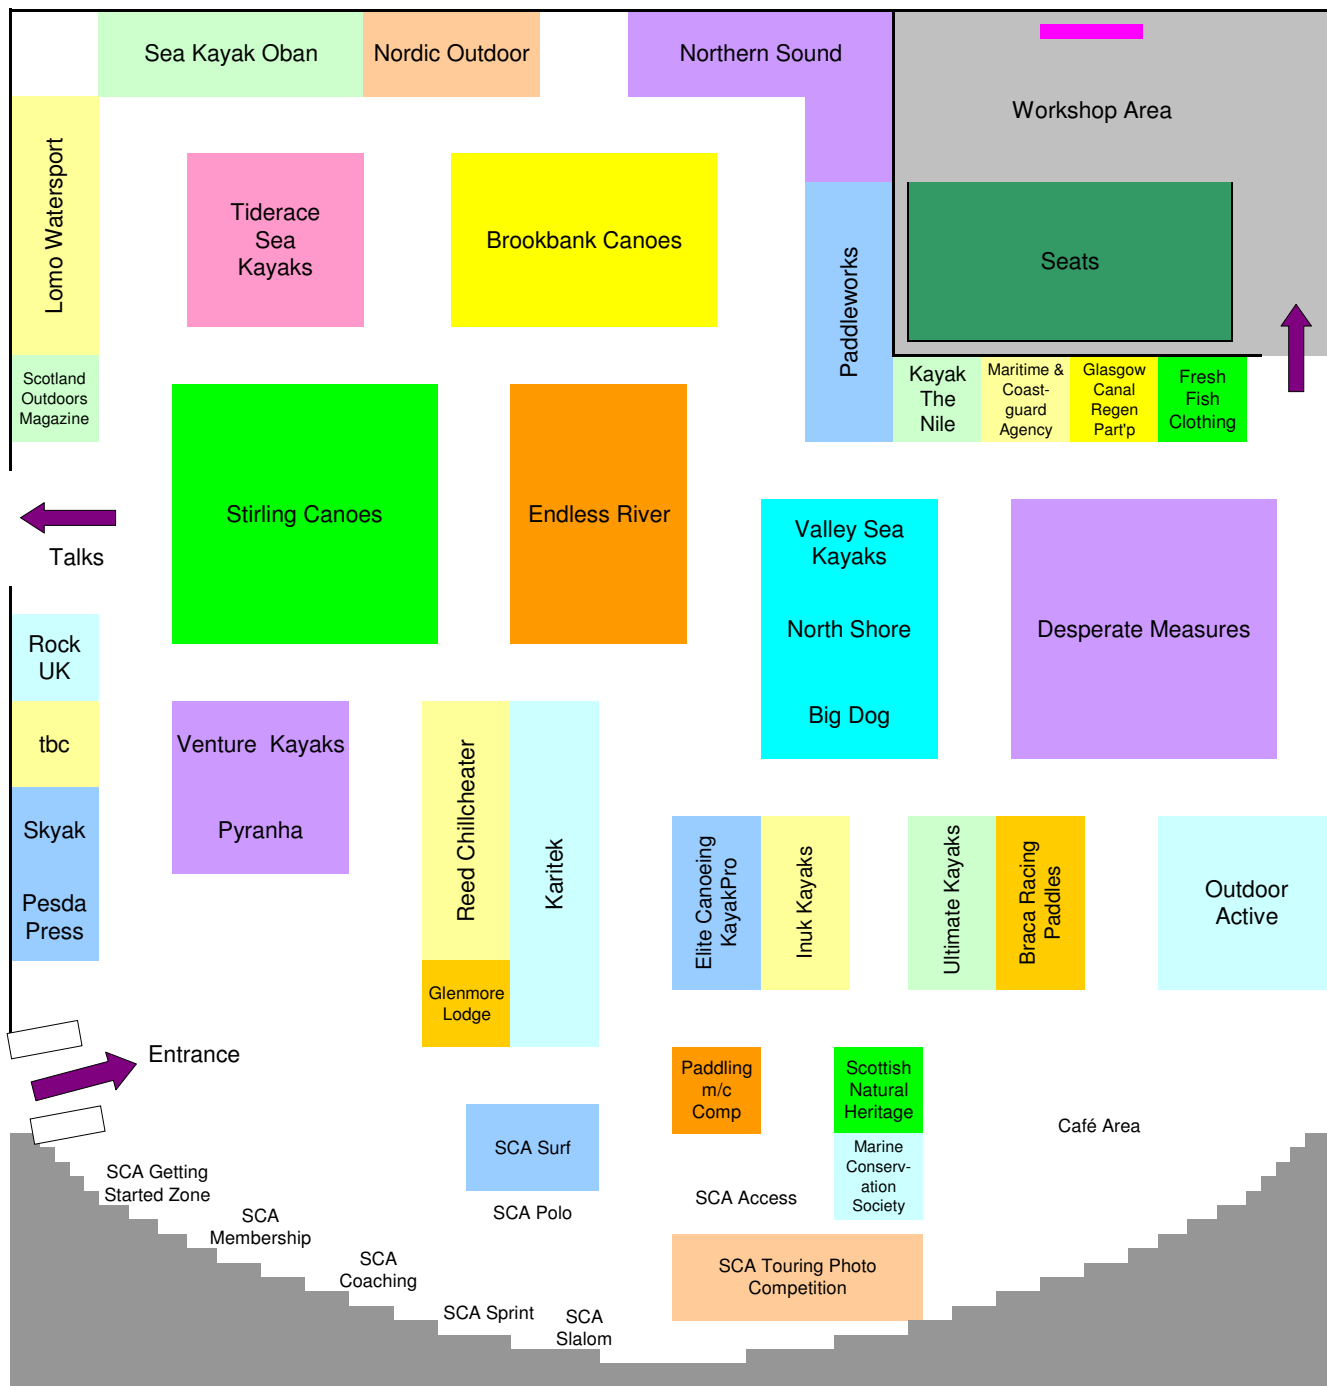 Sea Kayak Oban
Nordic Outdoor
Northern Sound
Workshop Area
Lomo Watersport
Tiderace
Sea
Kayaks
Brookbank Canoes
Paddleworks
Seats
Scotland
Outdoors
Magazine
Kayak
The
Nile
Maritime &
Coast-
guard
Agency
Glasgow
Canal
Regen
Part'p
Fresh
Fish
Clothing
Talks
Stirling Canoes
Endless River
Valley Sea
Kayaks
North Shore
Big Dog
Desperate Measures
Rock
UK
tbc
Skyak
Pesda
Press
Venture Kayaks
Pyranha
Reed Chillcheater
Karitek
Glenmore
Lodge
Elite Canoeing
KayakPro
Inuk Kayaks
Ultimate Kayaks
Braca Racing
Paddles
Outdoor
Active
Entrance
Paddling
m/c
Comp
Scottish
Natural
Heritage
Marine
Conserv-
ation
Society
Café Area
SCA Surf
SCA Polo
SCA Access
SCA Getting
Started Zone
SCA
Membership
SCA
Coaching
SCA Sprint
SCA
Slalom
SCA Touring Photo
Competition